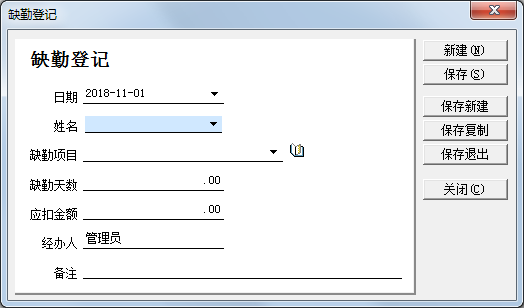 缺勤登记
缺勤登记
日期 2018-11-01
姓名
缺勤项目
缺勤天数 .00
应扣金额 .00
经办人 管理员
备注
新建(N)
保存(S)
保存新建
保存复制
保存退出
关闭(C)